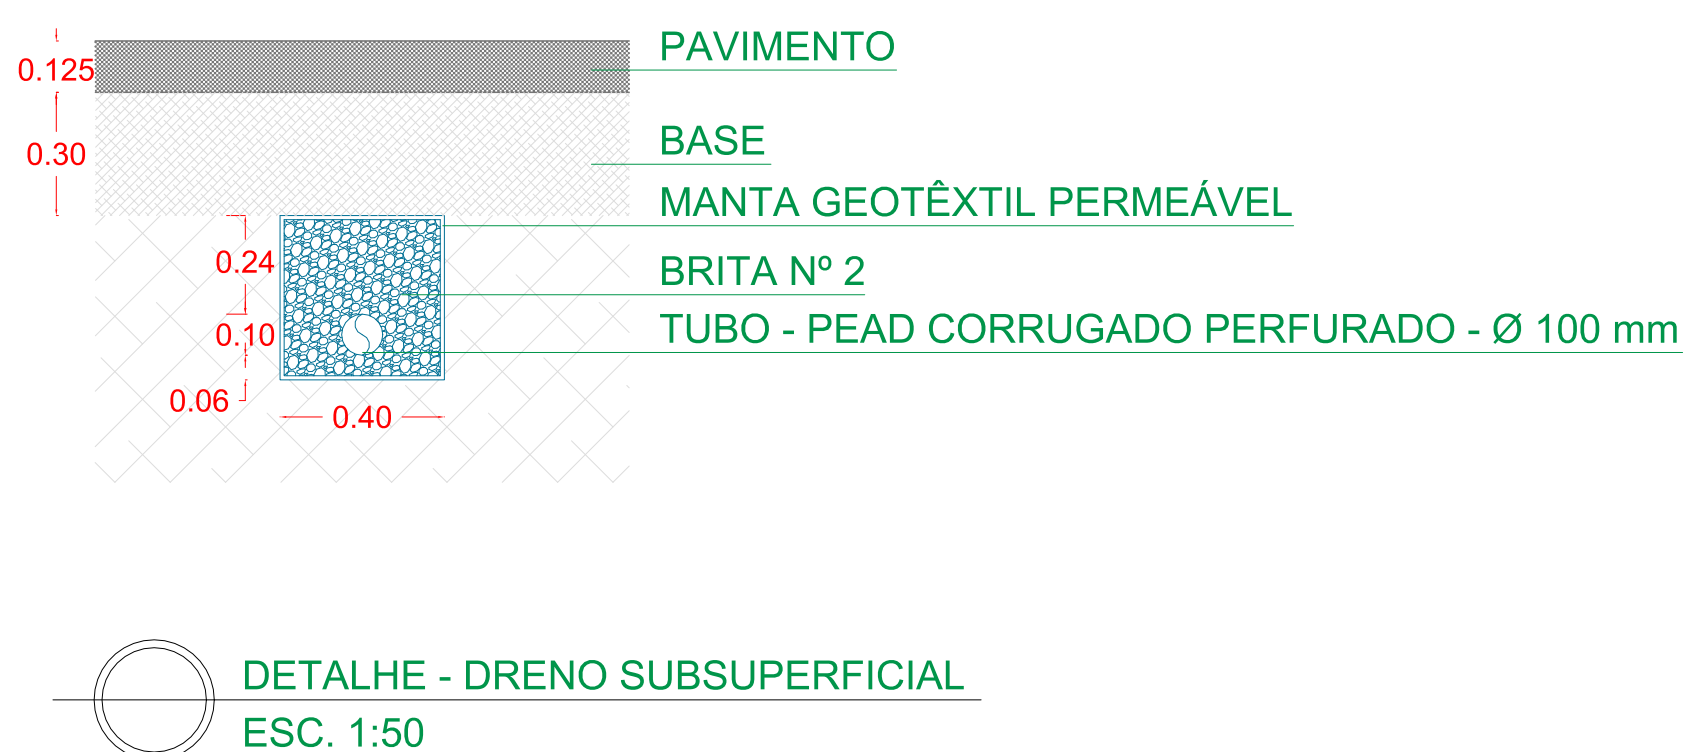 PAVIMENTO
0.125
BASE
0.30
MANTA GEOTÊXTIL PERMEÁVEL
0.24
BRITA Nº 2
TUBO - PEAD CORRUGADO PERFURADO - Ø 100 mm
0.10
0.06
0.40
DETALHE - DRENO SUBSUPERFICIAL
ESC. 1:50